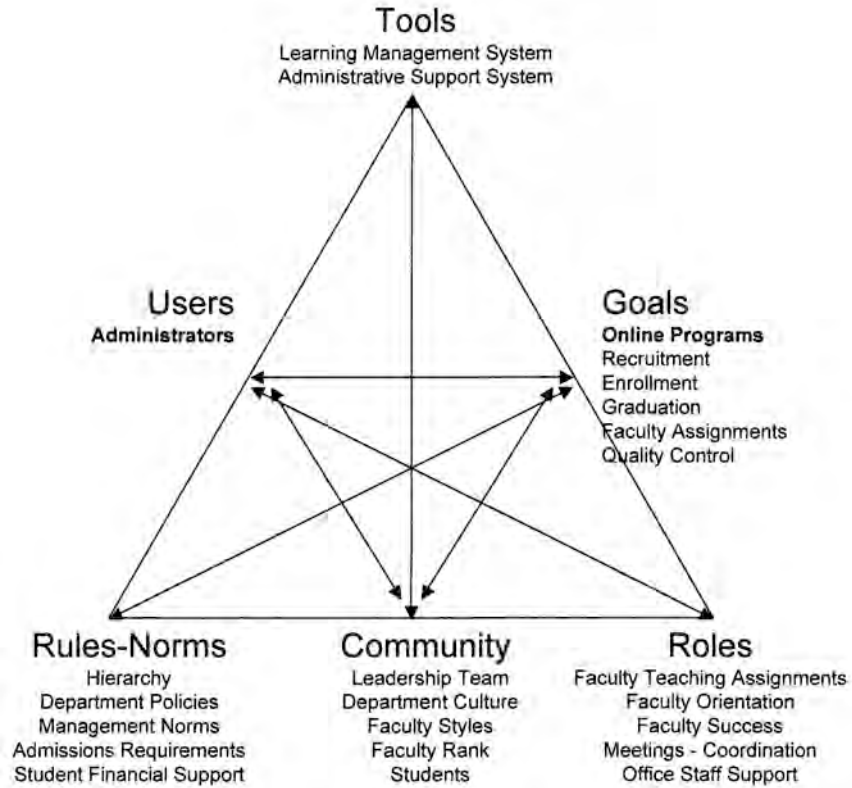 Tools
Learning Management System
Administrative Support System
Users
Administrators
Goals
Online Programs
Recruitment
Enrollment
Graduation
Faculty Assignments
Quality Control
Rules-Norms
Hierarchy
Department Policies
Management Norms
Admissions Requirements
Student Financial Support
Community
Leadership Team
Department Culture
Faculty Styles
Faculty Rank
Students
Roles
Faculty Teaching Assignments
Faculty Orientation
Faculty Success
Meetings - Coordination
Office Staff Support